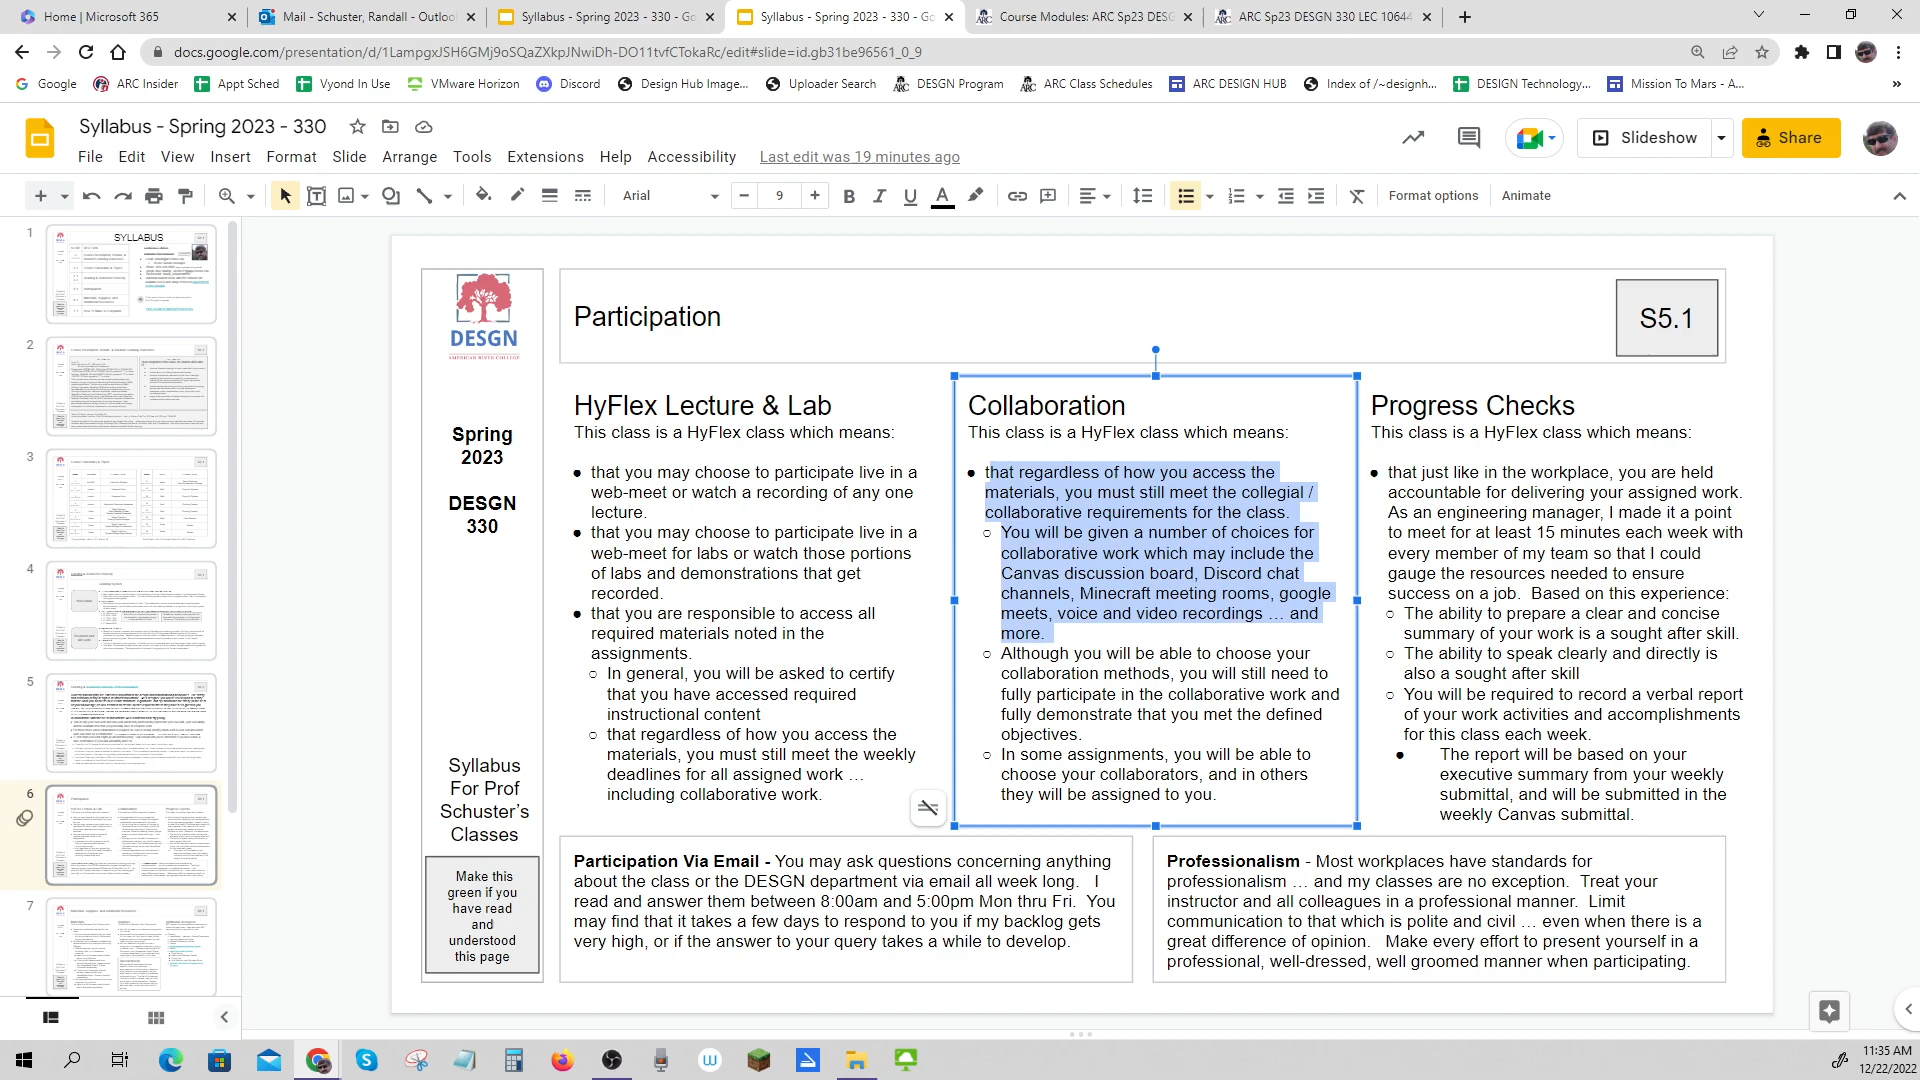 Home | Microsoft 365
Mail - Schuster, Randall - Outlook
Syllabus - Spring 2023 - 330 - Go
Syllabus - Spring 2023 - 330 - Go
Course Modules: ARC Sp23 DESG
ARC Sp23 DESGN 330 LEC 10644
docs.google.com/presentation/d/1LampgxJSH6GMj9oSQaZXkpJNwiDh-DO11tvfCTokaRc/edit#slide=id.gb31be96561_0_9
Google
ARC Insider
Appt Sched
Vyond In Use
VMware Horizon
Discord
Design Hub Image...
Uploader Search
DESGN Program
ARC Class Schedules
ARC DESIGN HUB
Index of /~designh...
DESIGN Technology...
Mission To Mars - A...
Syllabus - Spring 2023 - 330
File Edit View Insert Format Slide Arrange Tools Extensions Help Accessibility
Last edit was 19 minutes ago
Slideshow
Share
Arial
9
Format options
Animate
1
SYLLABUS
2
3
4
5
6
7
DESGN
AMERICAN RIVER COLLEGE
Spring
2023
DESGN
330
Syllabus
For Prof
Schuster's
Classes
Make this
green if you
have read
and
understood
this page
Participation
S5.1
HyFlex Lecture & Lab
This class is a HyFlex class which means:
● that you may choose to participate live in a
web-meet or watch a recording of any one
lecture.
● that you may choose to participate live in a
web-meet for labs or watch those portions
of labs and demonstrations that get
recorded.
● that you are responsible to access all
required materials noted in the
assignments.
○ In general, you will be asked to certify
that you have accessed required
instructional content
○ that regardless of how you access the
materials, you must still meet the weekly
deadlines for all assigned work …
including collaborative work.
Collaboration
This class is a HyFlex class which means:
● that regardless of how you access the
materials, you must still meet the collegial /
collaborative requirements for the class.
○ You will be given a number of choices for
collaborative work which may include the
Canvas discussion board, Discord chat
channels, Minecraft meeting rooms, google
meets, voice and video recordings … and
more.
○ Although you will be able to choose your
collaboration methods, you will still need to
fully participate in the collaborative work and
fully demonstrate that you met the defined
objectives.
○ In some assignments, you will be able to
choose your collaborators, and in others
they will be assigned to you.
Progress Checks
This class is a HyFlex class which means:
● that just like in the workplace, you are held
accountable for delivering your assigned work.
As an engineering manager, I made it a point
to meet for at least 15 minutes each week with
every member of my team so that I could
gauge the resources needed to ensure
success on a job. Based on this experience:
○ The ability to prepare a clear and concise
summary of your work is a sought after skill.
○ The ability to speak clearly and directly is
also a sought after skill
○ You will be required to record a verbal report
of your work activities and accomplishments
for this class each week.
● The report will be based on your
executive summary from your weekly
submittal, and will be submitted in the
weekly Canvas submittal.
Participation Via Email - You may ask questions concerning anything
about the class or the DESGN department via email all week long. I
read and answer them between 8:00am and 5:00pm Mon thru Fri. You
may find that it takes a few days to respond to you if my backlog gets
very high, or if the answer to your query takes a while to develop.
Professionalism - Most workplaces have standards for
professionalism … and my classes are no exception. Treat your
instructor and all colleagues in a professional manner. Limit
communication to that which is polite and civil … even when there is a
great difference of opinion. Make every effort to present yourself in a
professional, well-dressed, well groomed manner when participating.
11:35 AM
12/22/2022